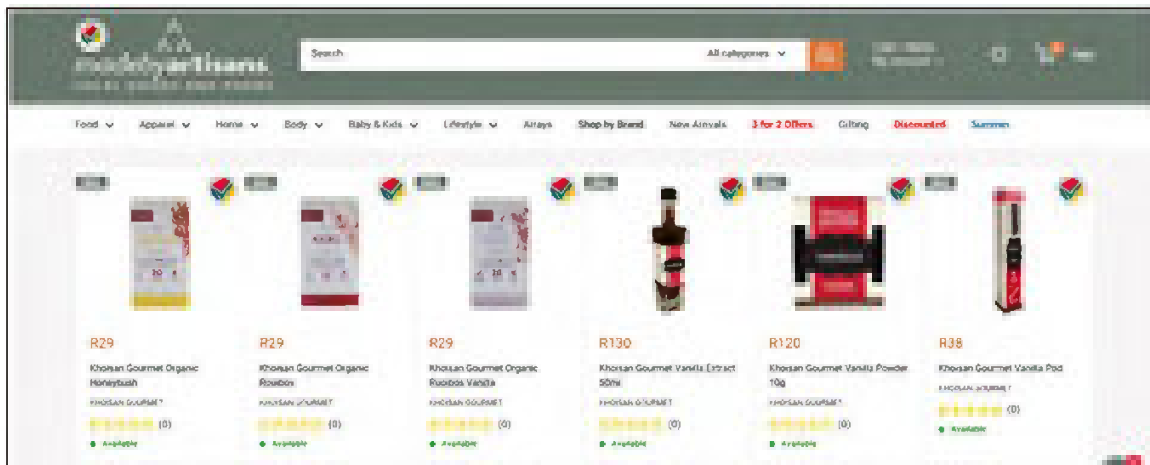 madebyartisans
Search
All categories
Food
Apparel
Home
Body
Baby & Kids
Lifestyle
Arrays
Shop by Brand
New Arrivals
3 for 2 Offers
Gifting
Discounted
Summer
R29
R29
R29
R130
R120
R38
Khoisan Gourmet Organic
Honeybush
KHOISAN GOURMET
(0)
Available
Khoisan Gourmet Organic
Rooibos
KHOISAN GOURMET
(0)
Available
Khoisan Gourmet Organic
Rooibos Vanilla
KHOISAN GOURMET
(0)
Available
Khoisan Gourmet Vanilla Extract
50ml
KHOISAN GOURMET
(0)
Available
Khoisan Gourmet Vanilla Powder
10g
KHOISAN GOURMET
(0)
Available
Khoisan Gourmet Vanilla Pod
KHOISAN GOURMET
(0)
Available